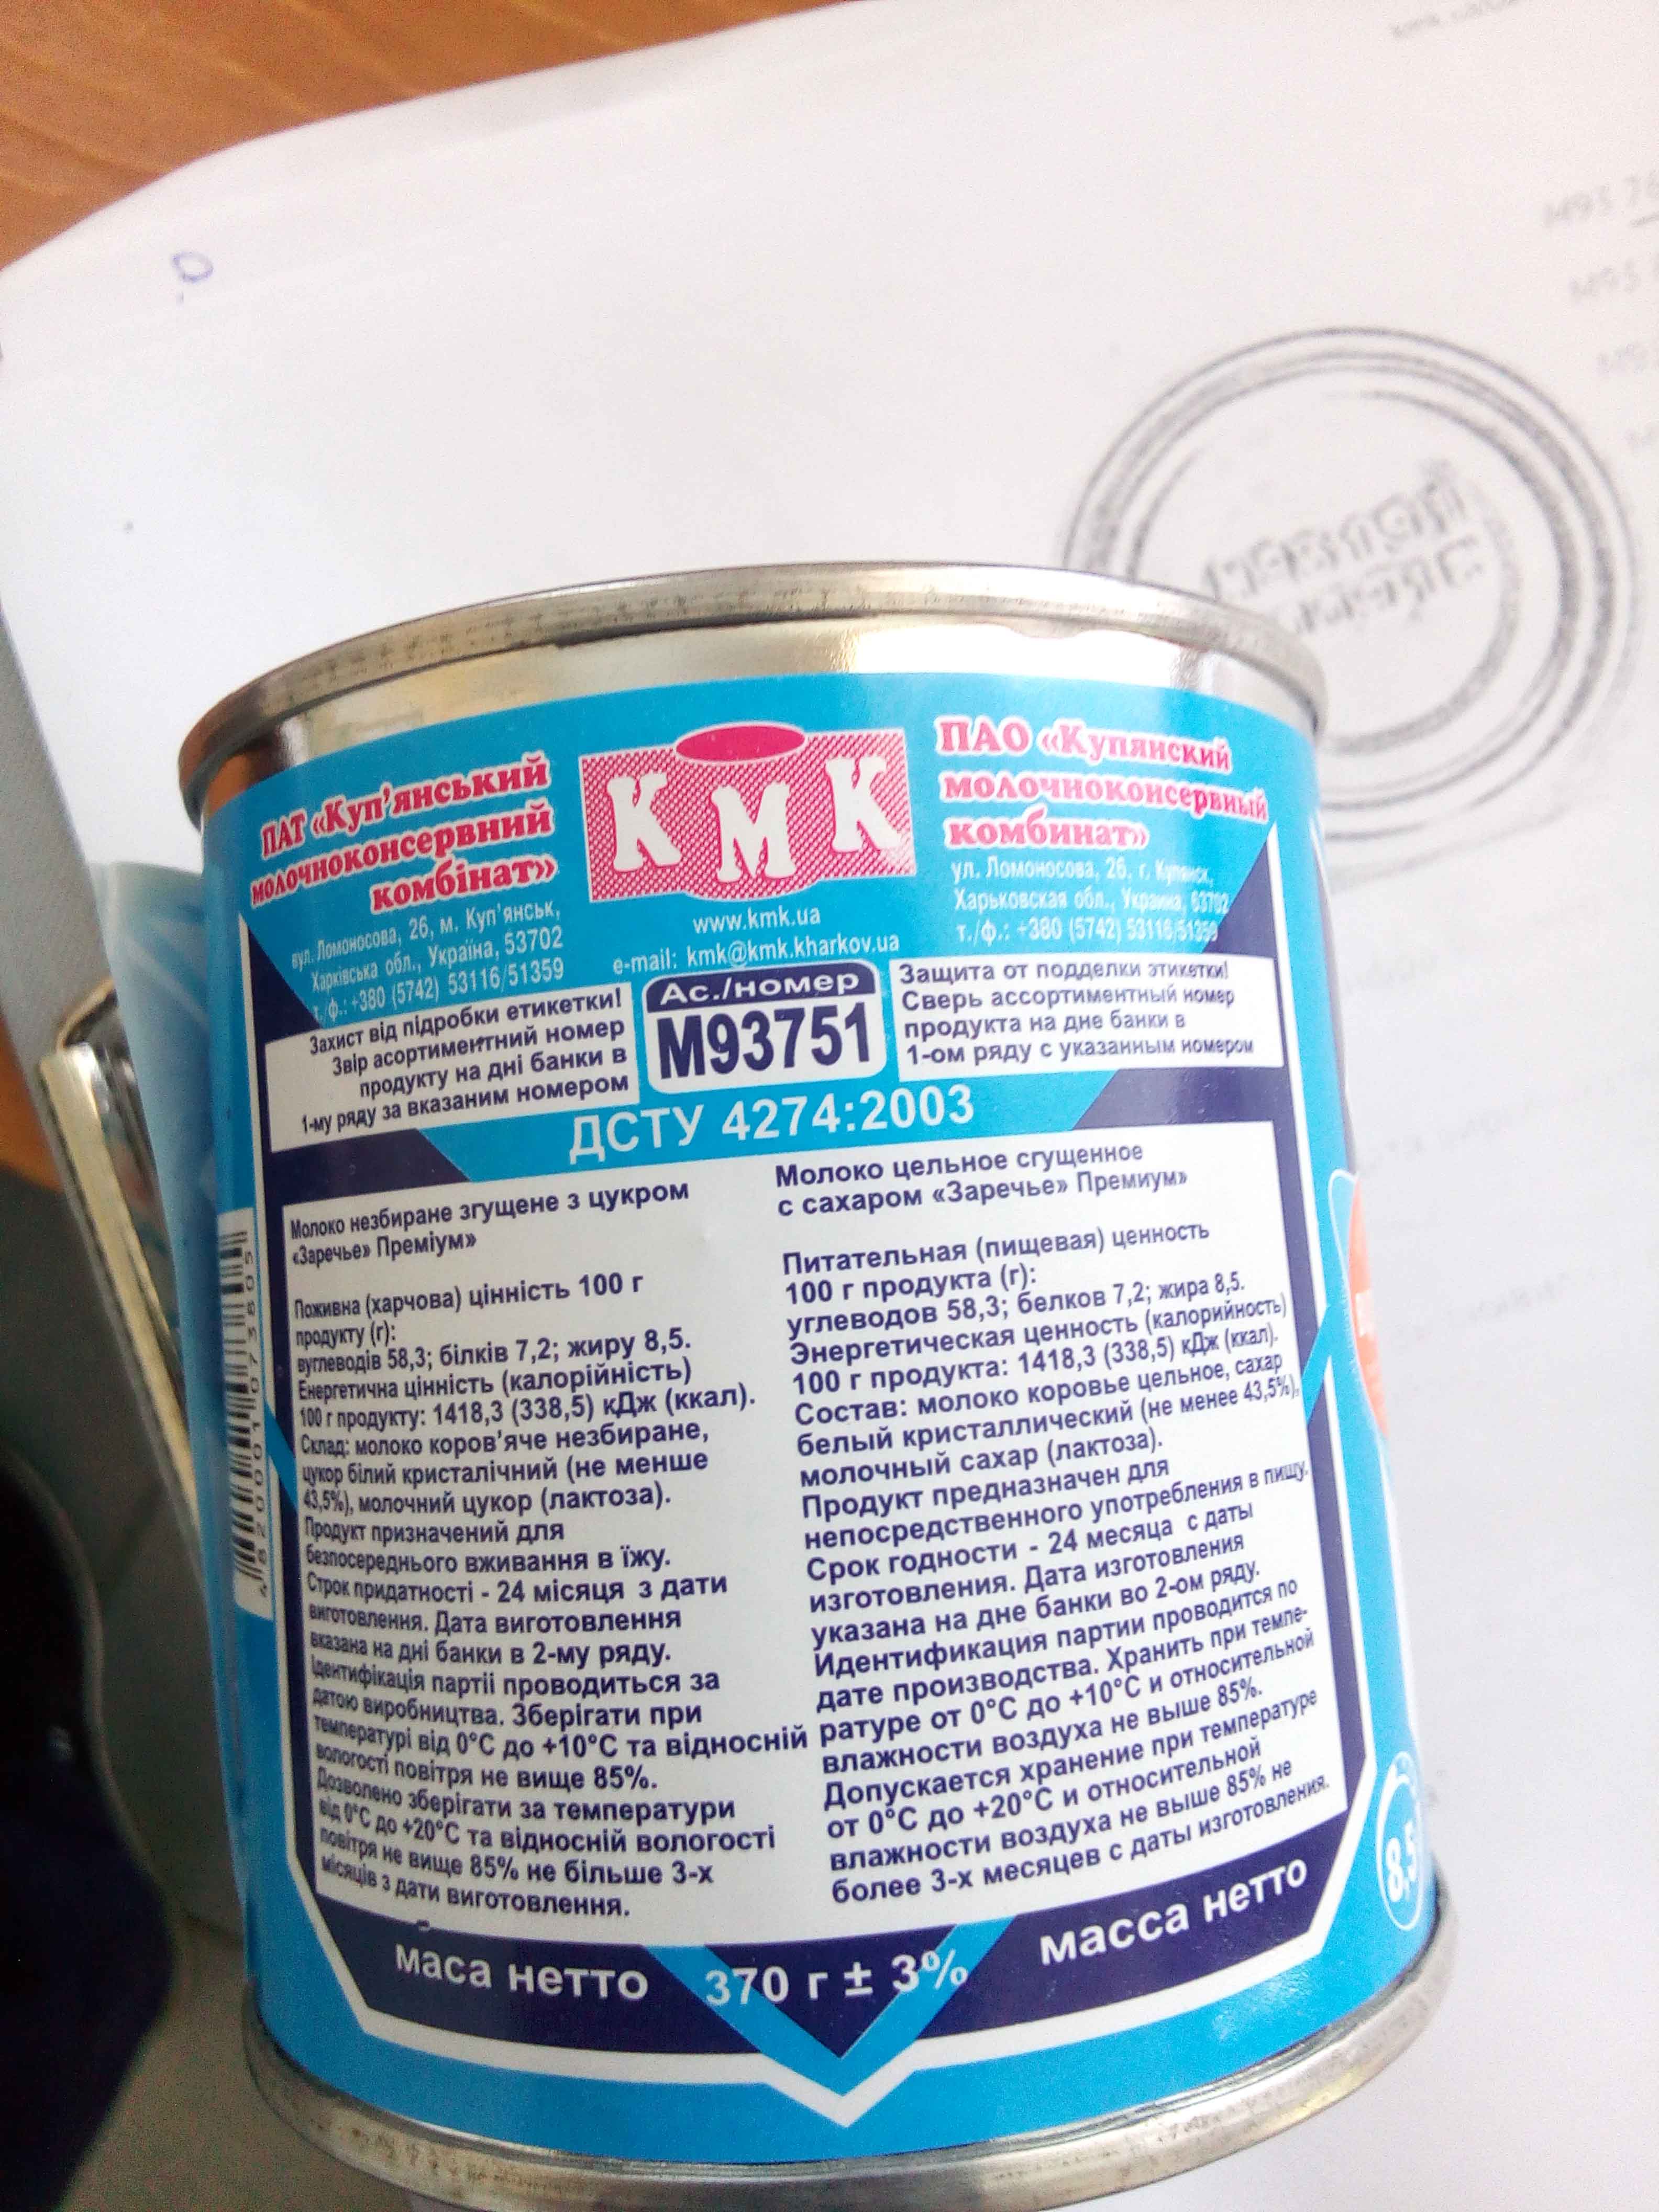 ПАТ «Куп’янський
молочноконсервний
комбінат»
вул. Ломоносова, 26, м. Куп’янськ,
Харківська обл., Україна, 53702
т. ф.: +380 (5742) 53116/51359
КМК
www.kmk.ua
e-mail: kmk@kmk.kharkov.ua
ПАО «Купянский
молочноконсервный
комбинат»
ул. Ломоносова, 26, г. Купянск,
Харьковская обл., Украина, 63702
т./ф.: +380 (5742) 53116/51359
Захист від підробки етикетки!
Звір асортиментний номер
продукту на дні банки в
1-му ряду за вказаним номером
Ас./номер
М93751
Защита от подделки этикетки!
Сверь ассортиментный номер
продукта на дне банки в
1-ом ряду с указанным номером
ДСТУ 4274:2003
Молоко незбиране згущене з цукром
«Заречье» Преміум»
Поживна (харчова) цінність 100 г
продукту (г):
вуглеводів 58,3; білків 7,2; жиру 8,5.
Енергетична цінність (калорійність)
100 г продукту: 1418,3 (338,5) кДж (ккал).
Склад: молоко коров’яче незбиране,
цукор білий кристалічний (не менше
43,5%), молочний цукор (лактоза).
Продукт призначений для
безпосереднього вживання в їжу.
Строк придатності - 24 місяця з дати
виготовлення. Дата виготовлення
вказана на дні банки в 2-му ряду.
Ідентифікація партії проводиться за
датою виробництва. Зберігати при
температурі від 0°С до +10°С та відносній
вологості повітря не вище 85%.
Дозволено зберігати за температури
від 0°С до +20°С та відносній вологості
повітря не вище 85% не більше 3-х
місяців з дати виготовлення.
Молоко цельное сгущенное
с сахаром «Заречье» Премиум»
Питательная (пищевая) ценность
100 г продукта (г):
углеводов 58,3; белков 7,2; жира 8,5.
Энергетическая ценность (калорийность)
100 г продукта: 1418,3 (338,5) кДж (ккал).
Состав: молоко коровье цельное, сахар
белый кристаллический (не менее 43,5%),
молочный сахар (лактоза).
Продукт предназначен для
непосредственного употребления в пищу.
Срок годности - 24 месяца с даты
изготовления. Дата изготовления
указана на дне банки во 2-ом ряду.
Идентификация партии проводится по
дате производства. Хранить при темпе-
ратуре от 0°С до +10°С и относительной
влажности воздуха не выше 85%.
Допускается хранение при температуре
от 0°С до +20°С и относительной
влажности воздуха не выше 85% не
более 3-х месяцев с даты изготовления.
маса нетто 370 г ± 3% масса нетто
8,5
4820001073805